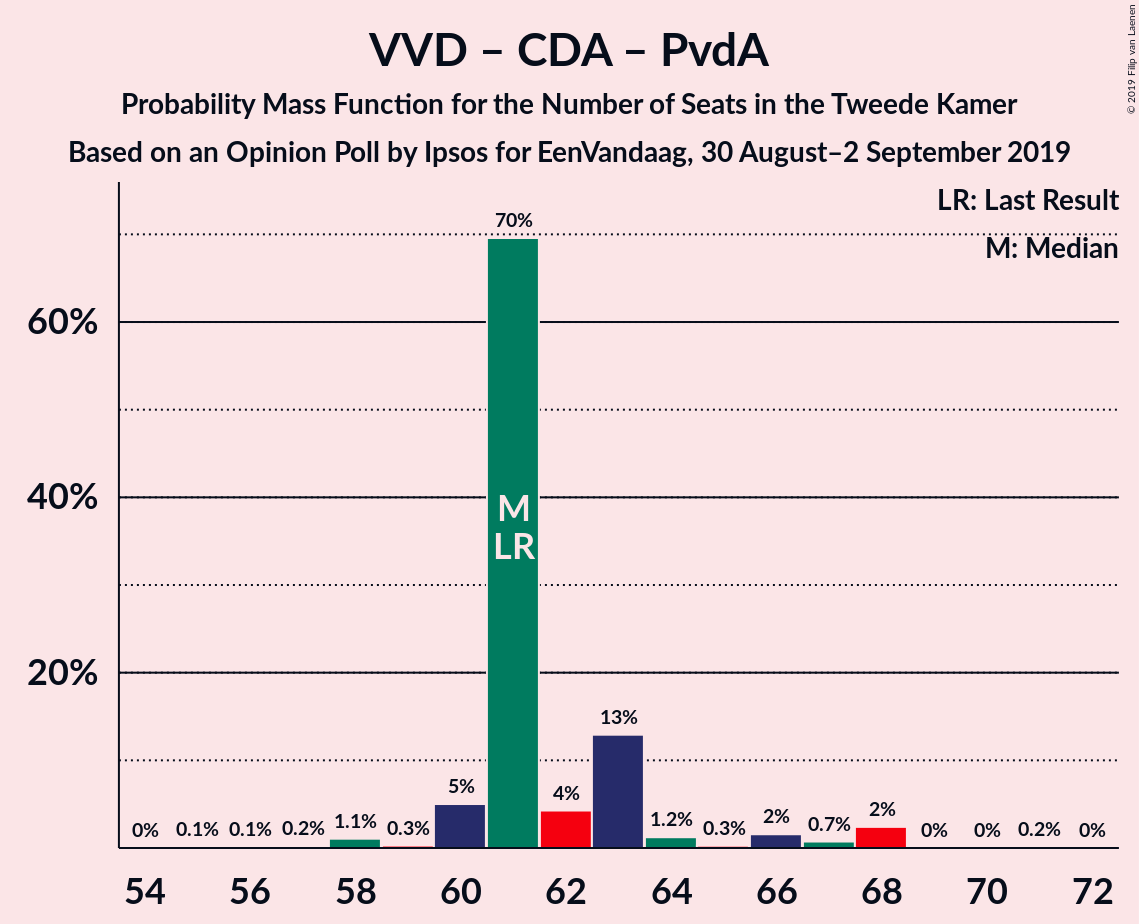 VVD – CDA – PvdA
Probability Mass Function for the Number of Seats in the Tweede Kamer
Based on an Opinion Poll by Ipsos for EenVandaag, 30 August–2 September 2019
© 2019 Filip van Laenen
LR: Last Result
M: Median
60%
40%
20%
0%
0.1%
0.1%
0.2%
1.1%
0.3%
5%
70%
M
LR
4%
13%
1.2%
0.3%
2%
0.7%
2%
0%
0%
0.2%
0%
54 56 58 60 62 64 66 68 70 72